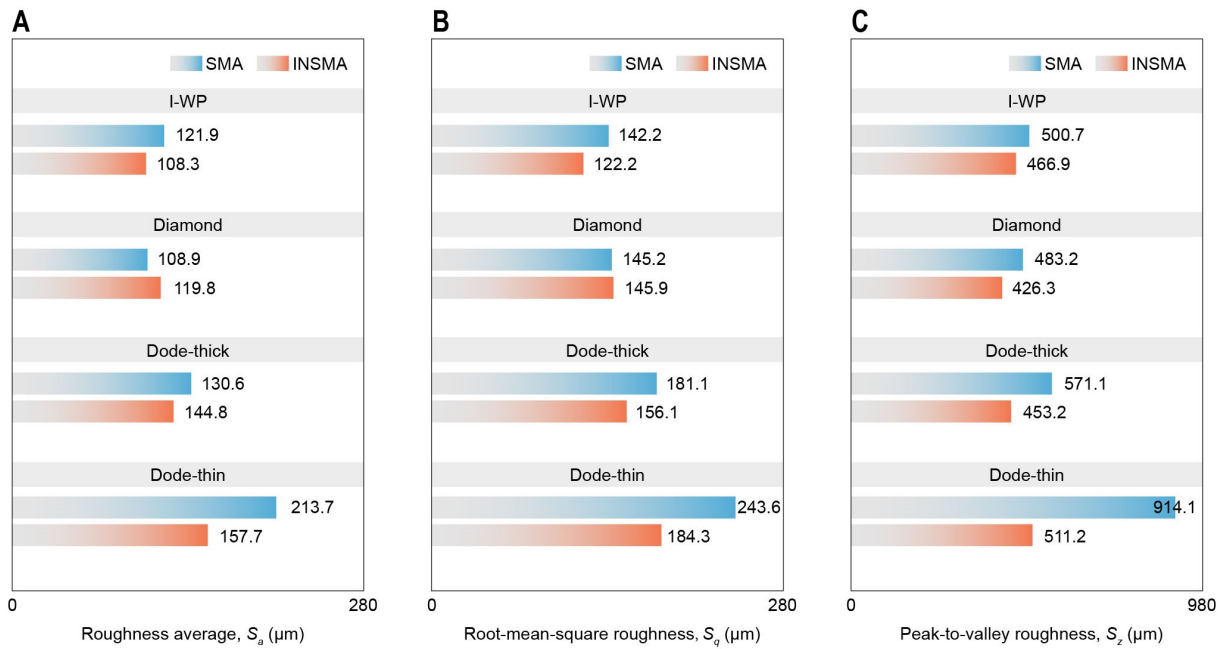 A
SMA INSMA
I-WP
121.9
108.3
Diamond
108.9
119.8
Dode-thick
130.6
144.8
Dode-thin
213.7
157.7
0 280
Roughness average, Sa (µm)
B
SMA INSMA
I-WP
142.2
122.2
Diamond
145.2
145.9
Dode-thick
181.1
156.1
Dode-thin
243.6
184.3
0 280
Root-mean-square roughness, Sq (µm)
C
SMA INSMA
I-WP
500.7
466.9
Diamond
483.2
426.3
Dode-thick
571.1
453.2
Dode-thin
914.1
511.2
0 980
Peak-to-valley roughness, Sz (µm)